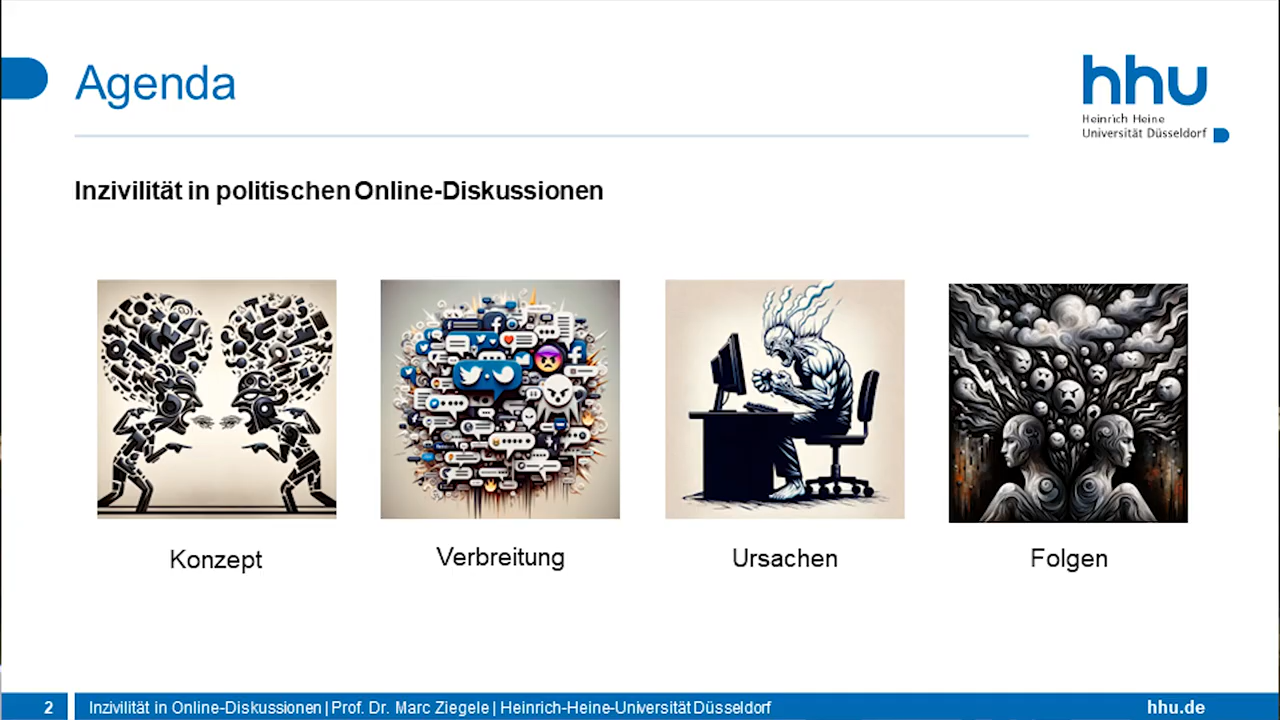 Agenda
hhu
Heinrich Heine
Universität Düsseldorf
Inzivilität in politischen Online-Diskussionen
Konzept
Verbreitung
Ursachen
Folgen
2
Inzivilität in Online-Diskussionen | Prof. Dr. Marc Ziegele | Heinrich-Heine-Universität Düsseldorf
hhu.de